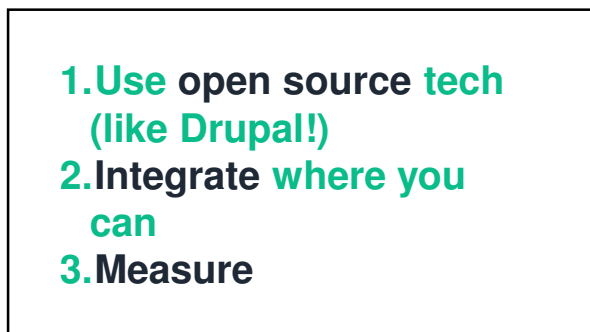 1.Use open source tech
(like Drupal!)
2.Integrate where you
can
3.Measure